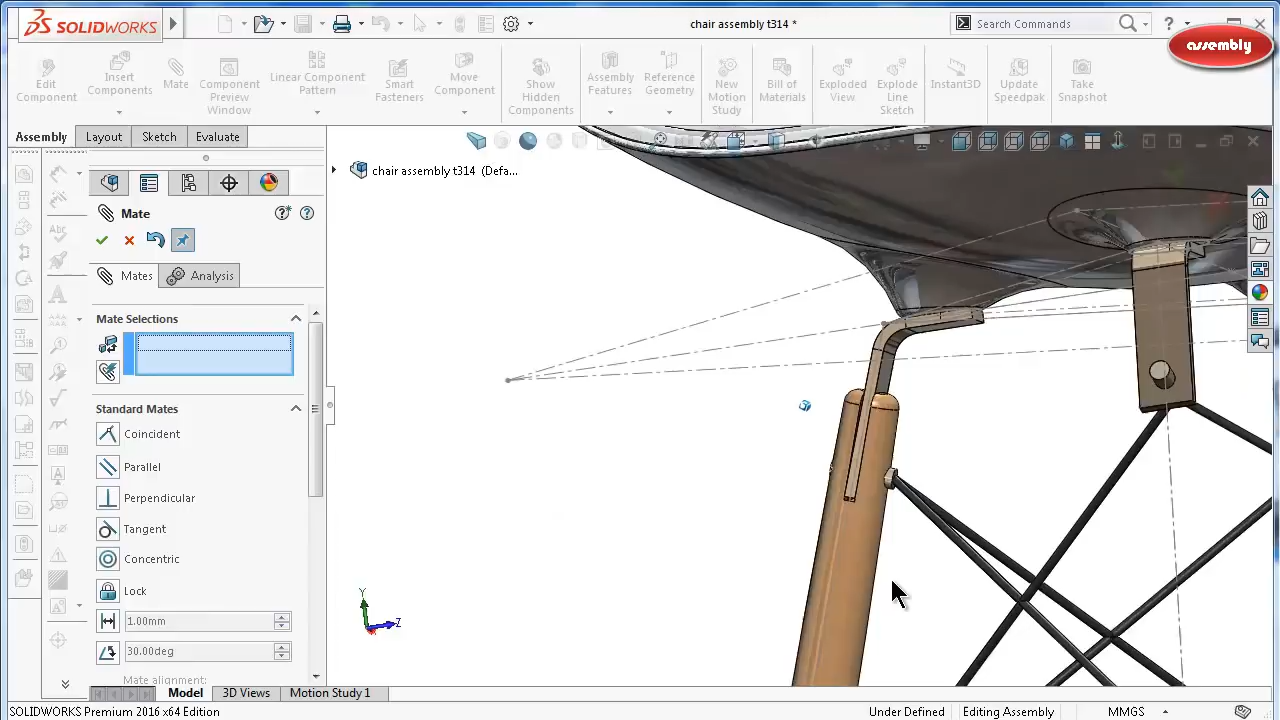 SOLIDWORKS
chair assembly t314 *
Search Commands
assembly
Edit Component
Insert Components
Mate
Component Preview Window
Linear Component Pattern
Smart Fasteners
Move Component
Show Hidden Components
Assembly Features
Reference Geometry
New Motion Study
Bill of Materials
Exploded View
Explode Line Sketch
Instant3D
Update Speedpak
Take Snapshot
Assembly
Layout
Sketch
Evaluate
chair assembly t314 (Defa...
Mate
Mates
Analysis
Mate Selections
Standard Mates
Coincident
Parallel
Perpendicular
Tangent
Concentric
Lock
1.00mm
30.00deg
Mate alignment:
Y
Z
Model
3D Views
Motion Study 1
SOLIDWORKS Premium 2016 x64 Edition
Under Defined
Editing Assembly
MMGS